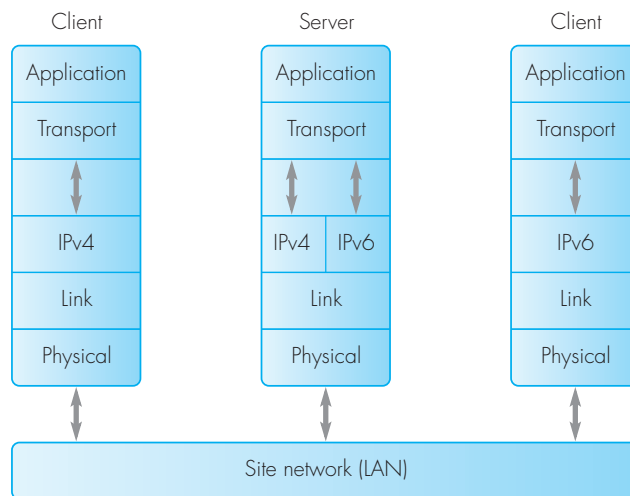 Client
Server
Client
Application
Application
Application
Transport
Transport
Transport
IPv4
IPv4
IPv6
IPv6
Link
Link
Link
Physical
Physical
Physical
Site network (LAN)